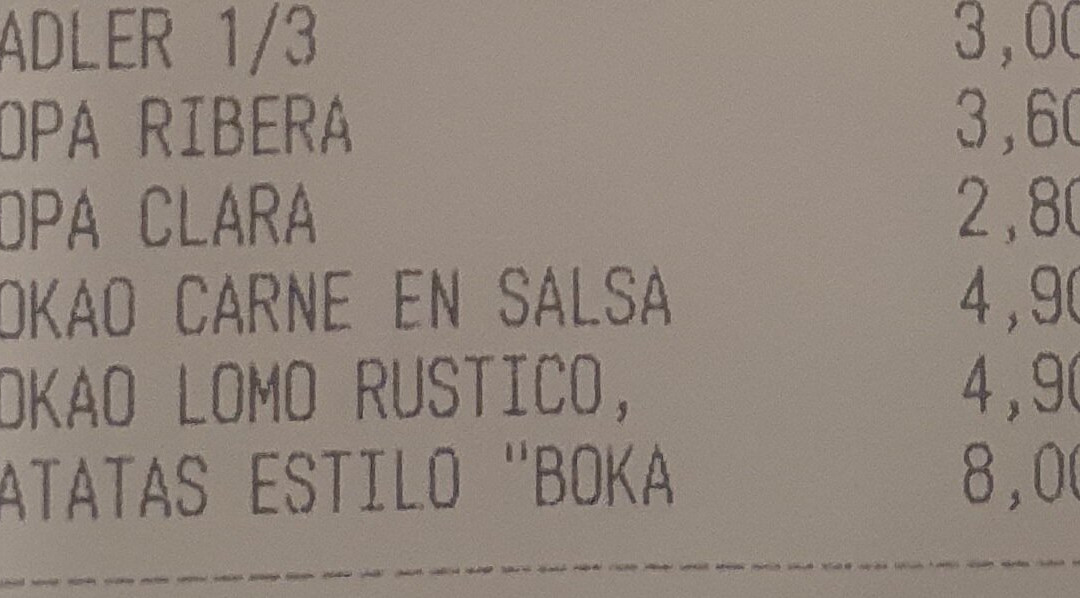 ADLER 1/3 3,00
OPA RIBERA 3,60
OPA CLARA 2,80
OKAO CARNE EN SALSA 4,90
OKAO LOMO RUSTICO, 4,90
ATATAS ESTILO "BOKA 8,00